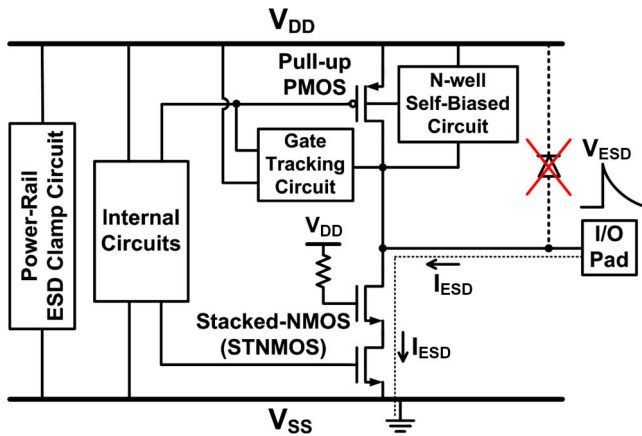 VDD
Pull-up
PMOS
N-well
Self-Biased
Circuit
Gate
Tracking
Circuit
VESD
Power-Rail
ESD Clamp Circuit
Internal
Circuits
VDD
I/O
Pad
IESD
Stacked-NMOS
(STNMOS)
IESD
VSS